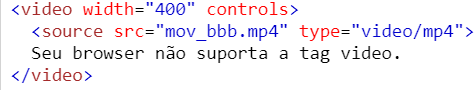 <video width="400" controls>
<source src="mov_bbb.mp4" type="video/mp4">
Seu browser não suporta a tag video.
</video>